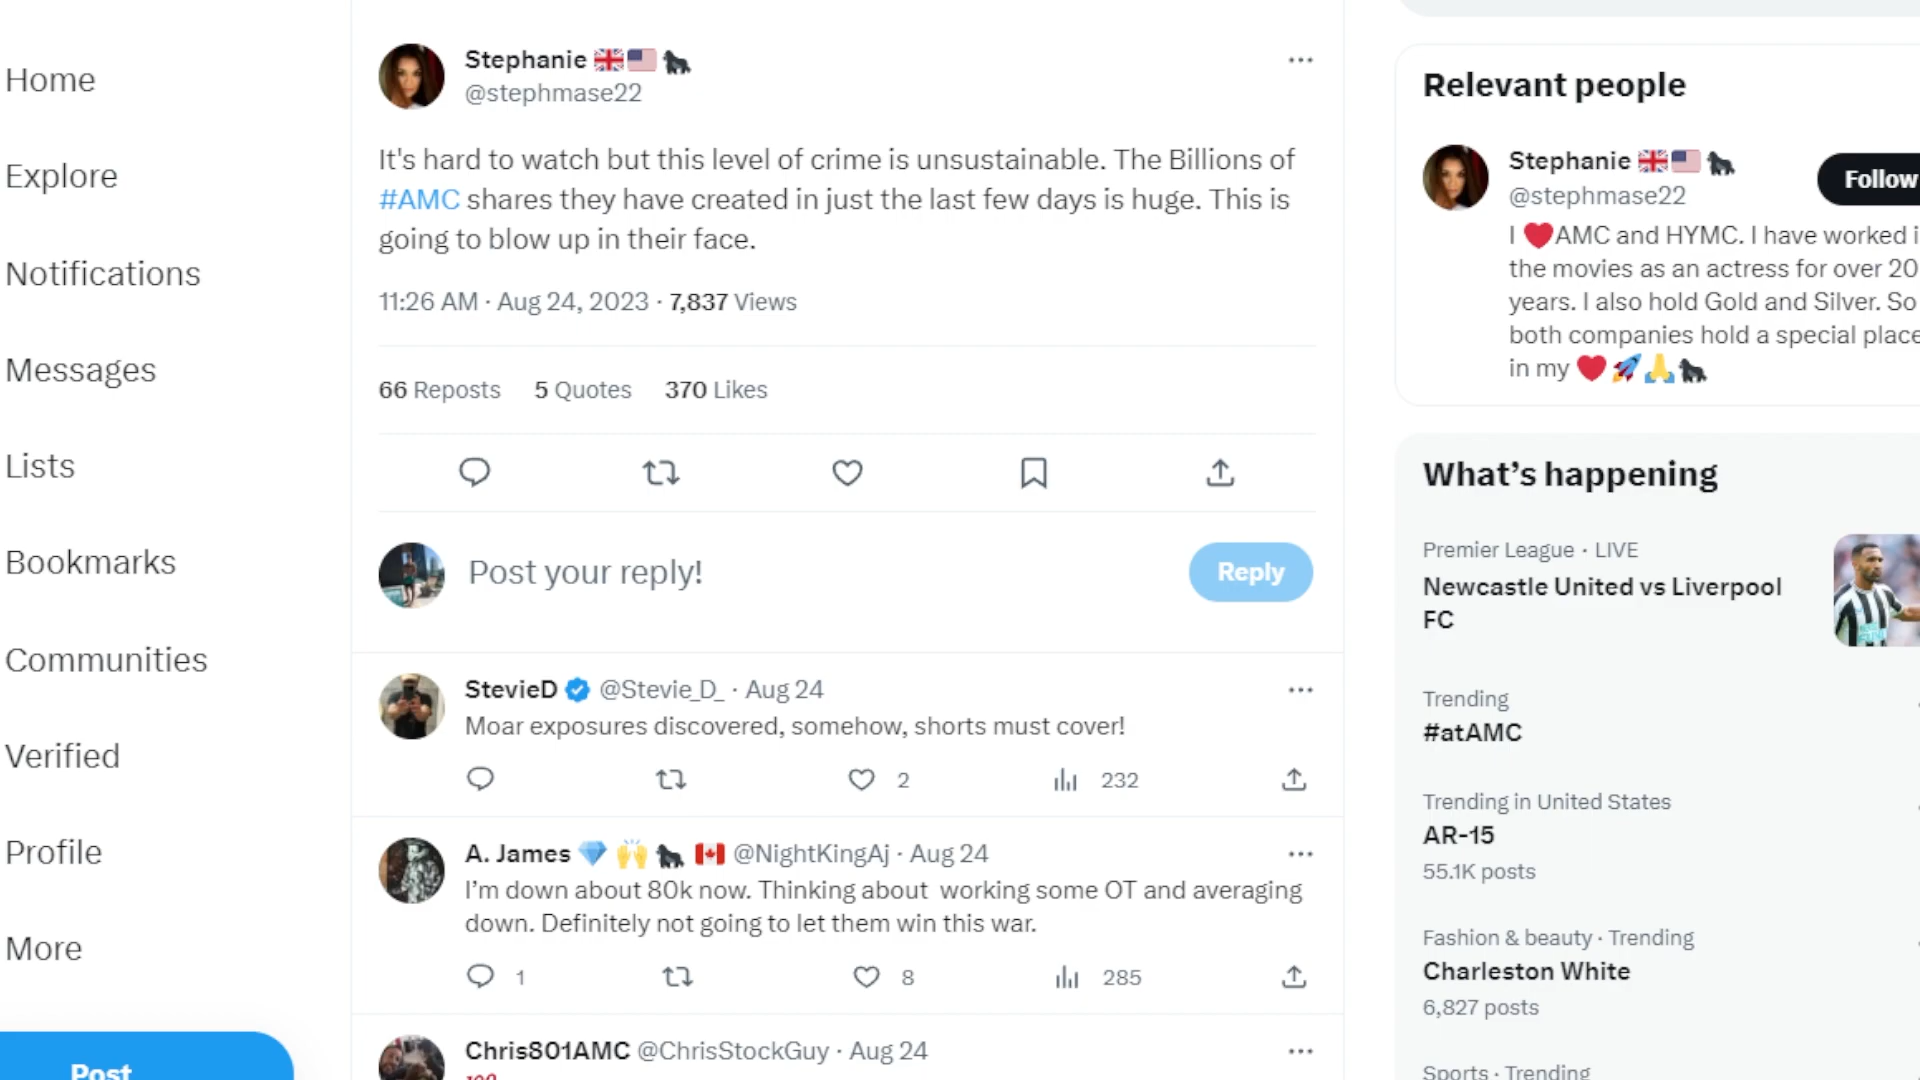 Home
Explore
Notifications
Messages
Lists
Bookmarks
Communities
Verified
Profile
More
Post
Stephanie 🇬🇧🇺🇸🦍
@stephmase22
It's hard to watch but this level of crime is unsustainable. The Billions of
#AMC shares they have created in just the last few days is huge. This is
going to blow up in their face.
11:26 AM · Aug 24, 2023 · 7,837 Views
66 Reposts 5 Quotes 370 Likes
Post your reply!
Reply
StevieD @Stevie_D_ · Aug 24
Moar exposures discovered, somehow, shorts must cover!
2 232
A. James 💎 🙌 🦍 🇨🇦 @NightKingAj · Aug 24
I’m down about 80k now. Thinking about working some OT and averaging
down. Definitely not going to let them win this war.
1 8 285
Chris801AMC @ChrisStockGuy · Aug 24
Relevant people
Stephanie 🇬🇧🇺🇸🦍
@stephmase22
Follow
I ❤️AMC and HYMC. I have worked i
the movies as an actress for over 20
years. I also hold Gold and Silver. So
both companies hold a special place
in my ❤️🚀🙏🦍
What’s happening
Premier League · LIVE
Newcastle United vs Liverpool
FC
Trending
#atAMC
Trending in United States
AR-15
55.1K posts
Fashion & beauty · Trending
Charleston White
6,827 posts
Sports · Trending